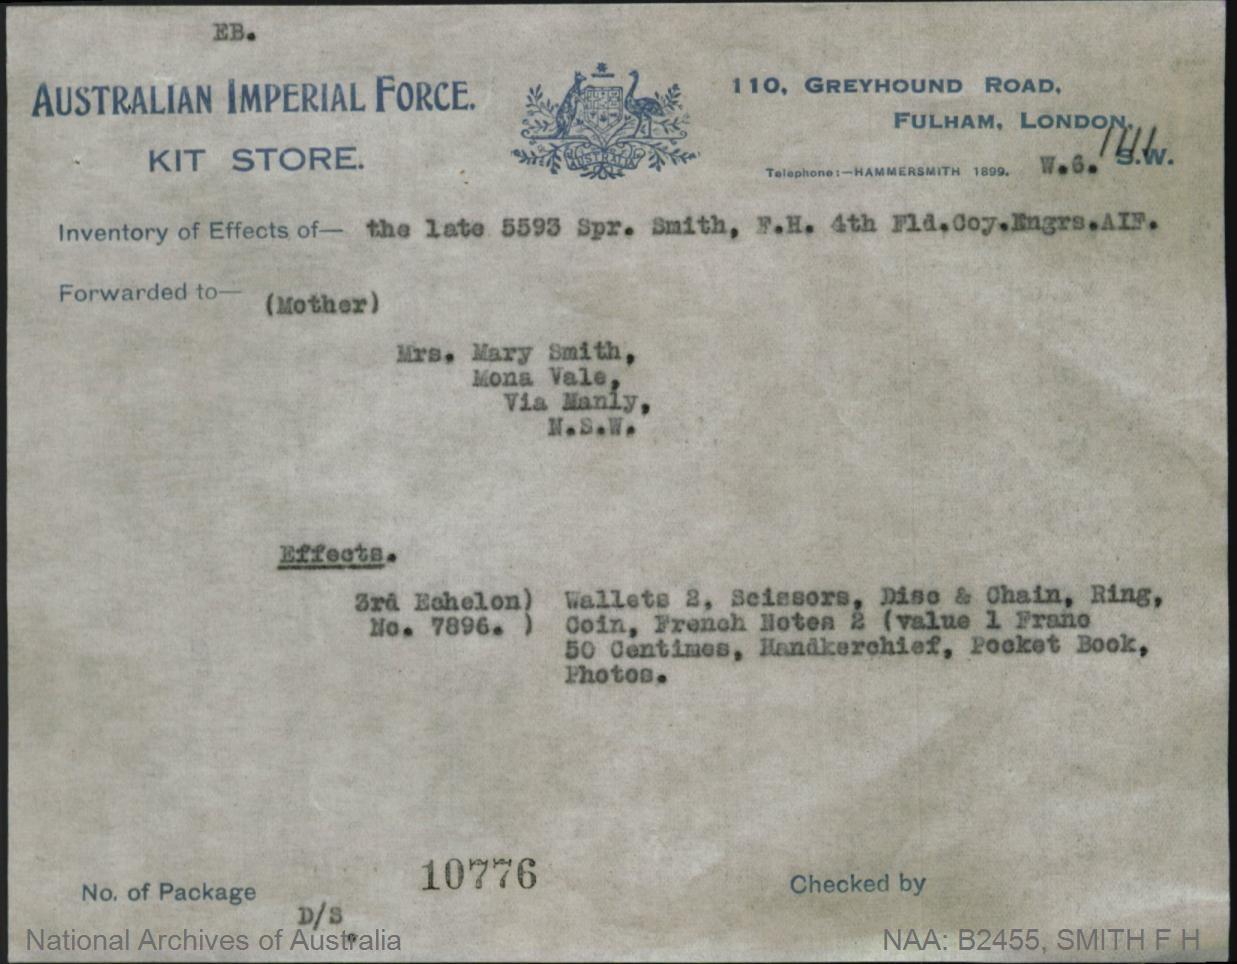 EB.
AUSTRALIAN IMPERIAL FORCE.
KIT STORE.
AUSTRALIA
110, GREYHOUND ROAD,
FULHAM, LONDON,
W.6. S.W.
Telephone:—HAMMERSMITH 1899.
Inventory of Effects of— the late 5593 Spr. Smith, F.H. 4th Fld.Coy.Engrs.AIF.
Forwarded to—
(Mother)
Mrs. Mary Smith,
Mona Vale,
Via Manly,
N.S.W.
Effects.
3rd Echelon) Wallets 2, Scissors, Disc & Chain, Ring,
No. 7896. ) Coin, French Notes 2 (value 1 Franc
50 Centimes, Handkerchief, Pocket Book,
Photos.
No. of Package 10776 Checked by
D/S.
National Archives of Australia NAA: B2455, SMITH F H